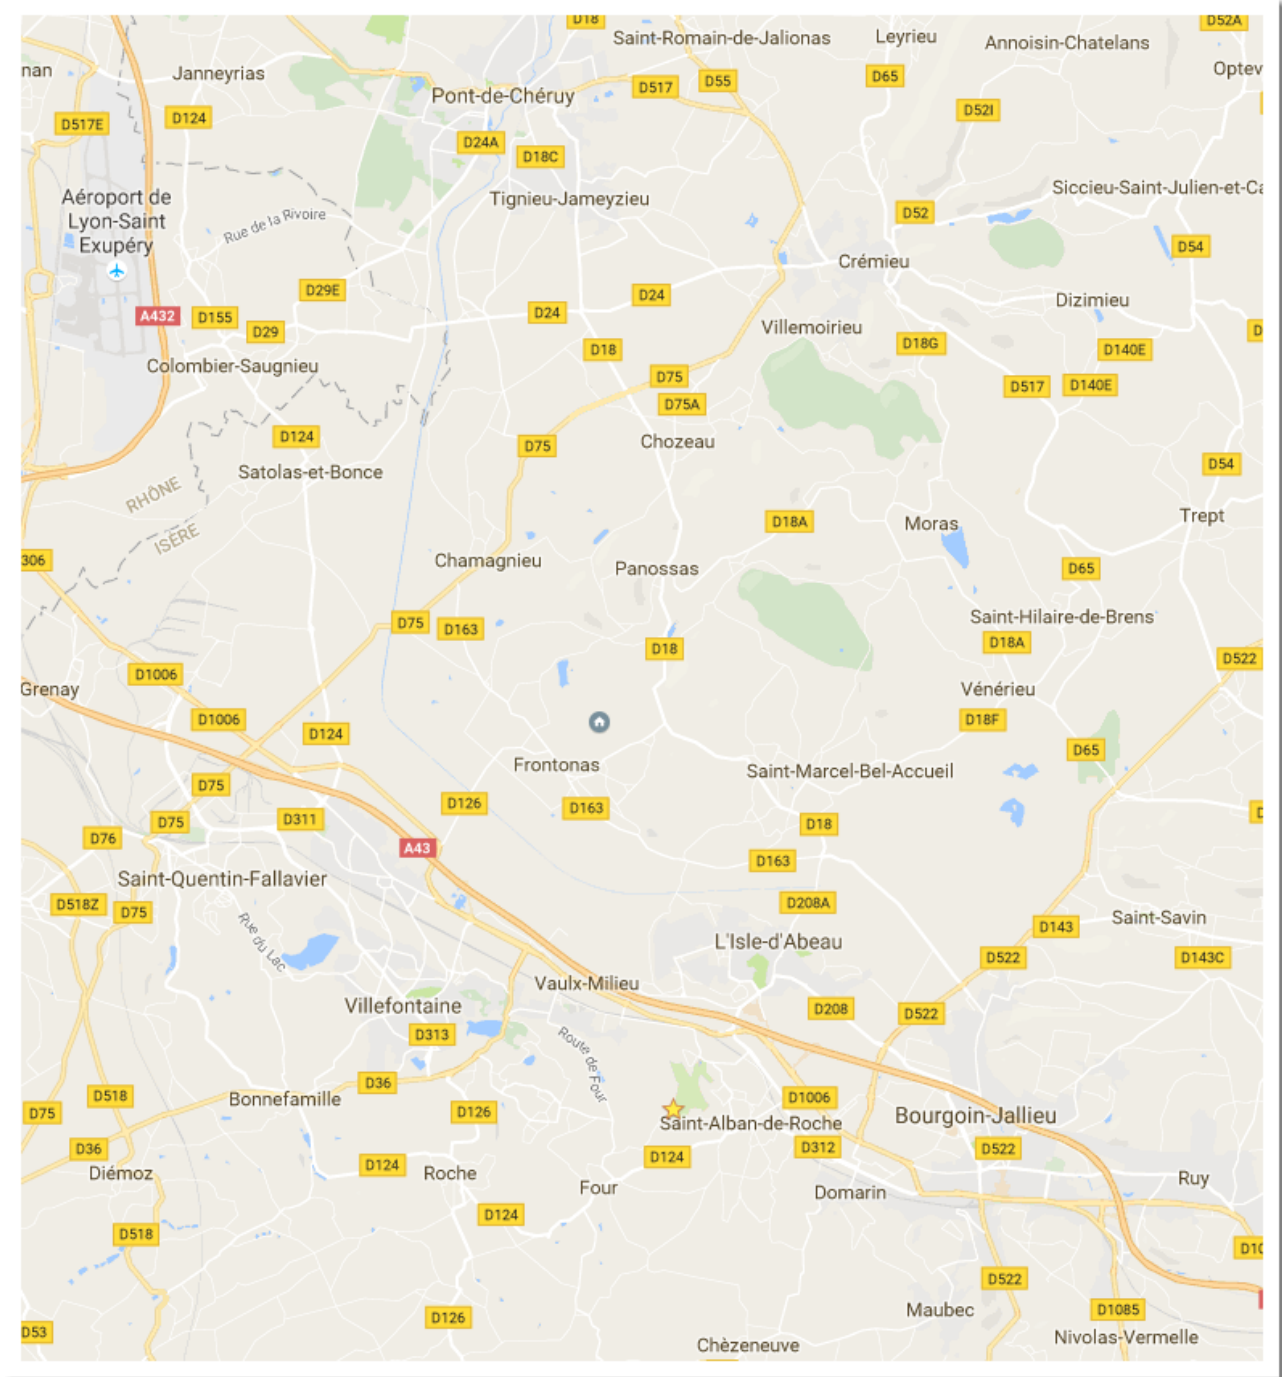 D18
D52A
Saint-Romain-de-Jalionas
Leyrieu
Annoisin-Chatelans
nan
Janneyrias
D65
Optev
D517
D55
Pont-de-Chéruy
D124
D517E
D52I
D24A
D18C
Aéroport de
Lyon-Saint
Exupéry
Tignieu-Jameyzieu
Siccieu-Saint-Julien-et-Ca
Rue de la Rivoire
D52
D54
Crémieu
D29E
D24
Dizimieu
D24
A432
D155
D29
Villemoirieu
D
D18G
D18
D140E
Colombier-Saugnieu
D75
D517
D140E
D75A
D124
D75
Chozeau
D54
Satolas-et-Bonce
RHÔNE
ISÈRE
D18A
Moras
Trept
306
Chamagnieu
Panossas
D65
D75
D163
Saint-Hilaire-de-Brens
D18A
D18
D522
D1006
Grenay
Vénérieu
D1006
D18F
D124
D65
Frontonas
Saint-Marcel-Bel-Accueil
D75
D126
D163
D
D75
D311
D18
D76
A43
D163
Saint-Quentin-Fallavier
D518Z
D75
D208A
Rue du Lac
D143
Saint-Savin
L'Isle-d'Abeau
D522
D143C
Vaulx-Milieu
Villefontaine
D208
D522
D313
Route de Four
D36
D518
Bonnefamille
D1006
D75
D126
Saint-Alban-de-Roche
Bourgoin-Jallieu
D36
D312
D522
D124
D124
Diémoz
Roche
Four
Domarin
Ruy
D124
D518
D10
D522
Maubec
D1085
D126
D53
Nivolas-Vermelle
Chèzeneuve